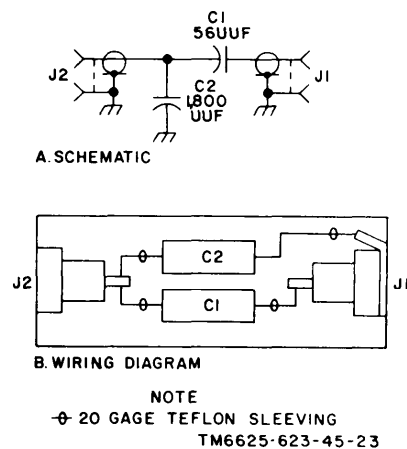 C1
56UUF
J2
J1
C2
1800
UUF
A. SCHEMATIC
J2
C2
C1
J1
B. WIRING DIAGRAM
NOTE
20 GAGE TEFLON SLEEVING
TM6625-623-45-23